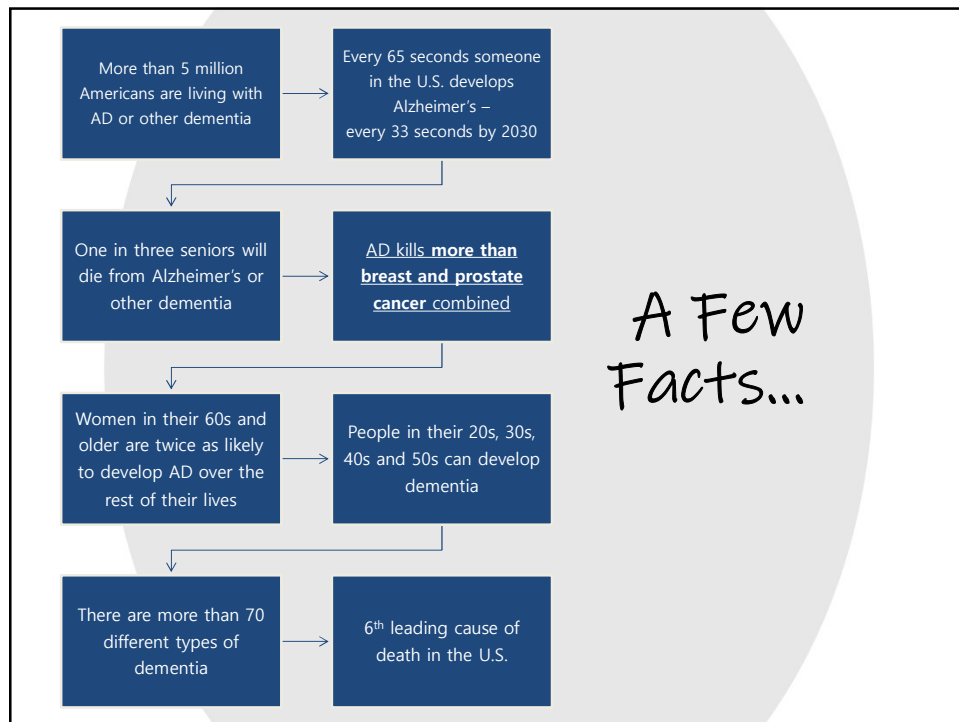 More than 5 million
Americans are living with
AD or other dementia
Every 65 seconds someone
in the U.S. develops
Alzheimer’s –
every 33 seconds by 2030
One in three seniors will
die from Alzheimer’s or
other dementia
AD kills more than
breast and prostate
cancer combined
Women in their 60s and
older are twice as likely
to develop AD over the
rest of their lives
People in their 20s, 30s,
40s and 50s can develop
dementia
There are more than 70
different types of
dementia
6th leading cause of
death in the U.S.
A Few
Facts...